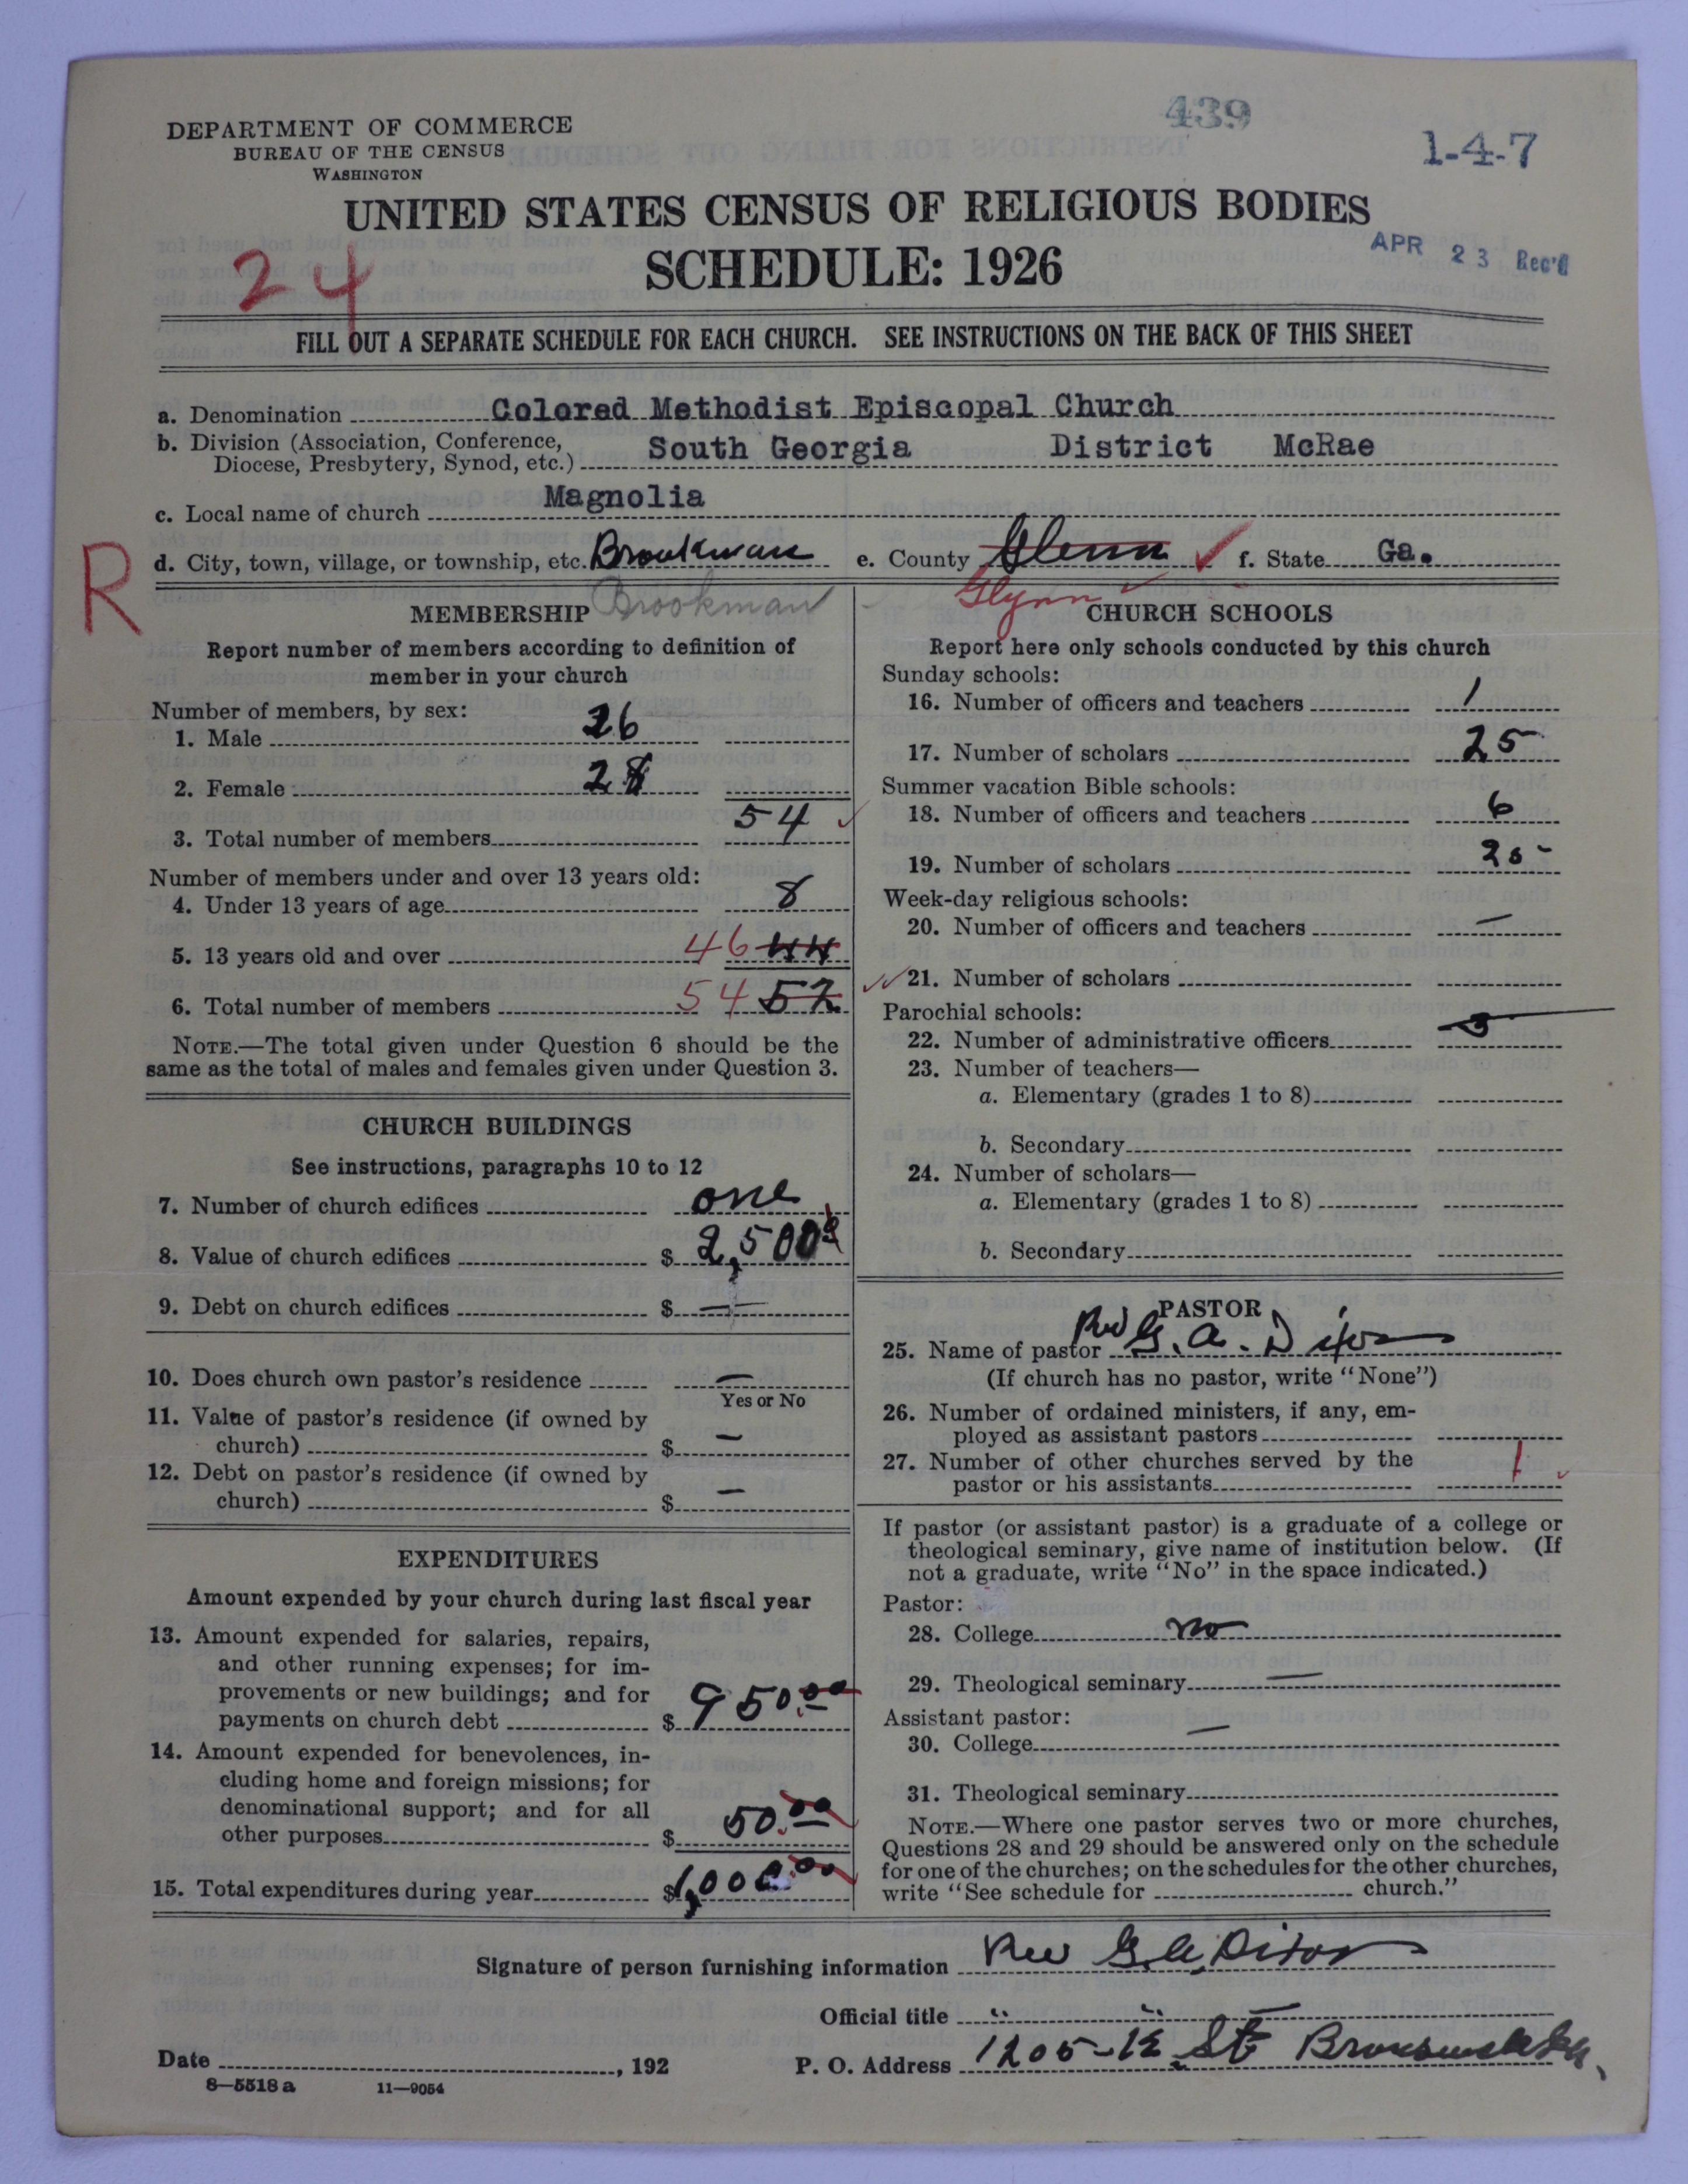 439
1-4-7
DEPARTMENT OF COMMERCE
BUREAU OF THE CENSUS
WASHINGTON
UNITED STATES CENSUS OF RELIGIOUS BODIES
SCHEDULE: 1926
APR 23 Rec'd
24
FILL OUT A SEPARATE SCHEDULE FOR EACH CHURCH. SEE INSTRUCTIONS ON THE BACK OF THIS SHEET
a. Denomination Colored Methodist Episcopal Church
b. Division (Association, Conference, Diocese, Presbytery, Synod, etc.) South Georgia District McRae
c. Local name of church Magnolia
R
d. City, town, village, or township, etc. Brookman e. County Glenn f. State Ga.
Brookman
Glynn
MEMBERSHIP
Report number of members according to definition of
member in your church
Number of members, by sex:
1. Male 26
2. Female 28
3. Total number of members 54
Number of members under and over 13 years old:
4. Under 13 years of age 8
5. 13 years old and over 46 44
6. Total number of members 54 52
NOTE.—The total given under Question 6 should be the
same as the total of males and females given under Question 3.
CHURCH BUILDINGS
See instructions, paragraphs 10 to 12
7. Number of church edifices one
8. Value of church edifices $ 2,500
9. Debt on church edifices $ —
10. Does church own pastor's residence —
Yes or No
11. Value of pastor's residence (if owned by
church) $ —
12. Debt on pastor's residence (if owned by
church) $ —
EXPENDITURES
Amount expended by your church during last fiscal year
13. Amount expended for salaries, repairs,
and other running expenses; for im-
provements or new buildings; and for
payments on church debt $ 950.00
14. Amount expended for benevolences, in-
cluding home and foreign missions; for
denominational support; and for all
other purposes $ 50.00
15. Total expenditures during year $ 1,000.00
CHURCH SCHOOLS
Report here only schools conducted by this church
Sunday schools:
16. Number of officers and teachers 1
17. Number of scholars 25
Summer vacation Bible schools:
18. Number of officers and teachers 6
19. Number of scholars
Week-day religious schools:
20. Number of officers and teachers —
21. Number of scholars
Parochial schools:
22. Number of administrative officers
23. Number of teachers—
a. Elementary (grades 1 to 8)
b. Secondary
24. Number of scholars—
a. Elementary (grades 1 to 8)
b. Secondary
PASTOR
25. Name of pastor Rev G. A. Dixon
(If church has no pastor, write "None")
26. Number of ordained ministers, if any, em-
ployed as assistant pastors
27. Number of other churches served by the
pastor or his assistants 1
If pastor (or assistant pastor) is a graduate of a college or
theological seminary, give name of institution below. (If
not a graduate, write "No" in the space indicated.)
Pastor:
28. College no
29. Theological seminary —
Assistant pastor:
30. College —
31. Theological seminary
NOTE.—Where one pastor serves two or more churches,
Questions 28 and 29 should be answered only on the schedule
for one of the churches; on the schedules for the other churches,
write "See schedule for church."
Signature of person furnishing information Rev G. A. Dixon
Official title " " —
Date , 192 P. O. Address 1205-12 St Brunswick Ga.
8—5518 a 11—9054